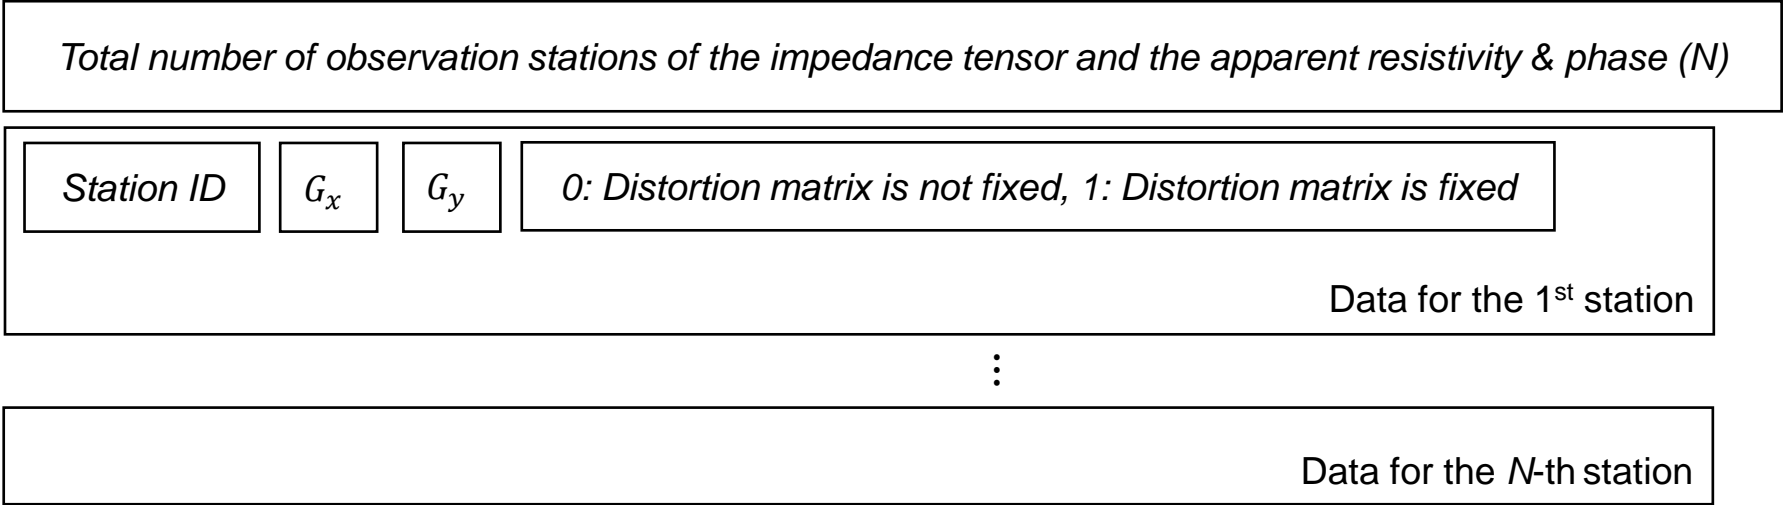 Total number of observation stations of the impedance tensor and the apparent resistivity & phase (N)
Station ID G_x G_y 0: Distortion matrix is not fixed, 1: Distortion matrix is fixed
Data for the 1st station
⋮
Data for the N-th station